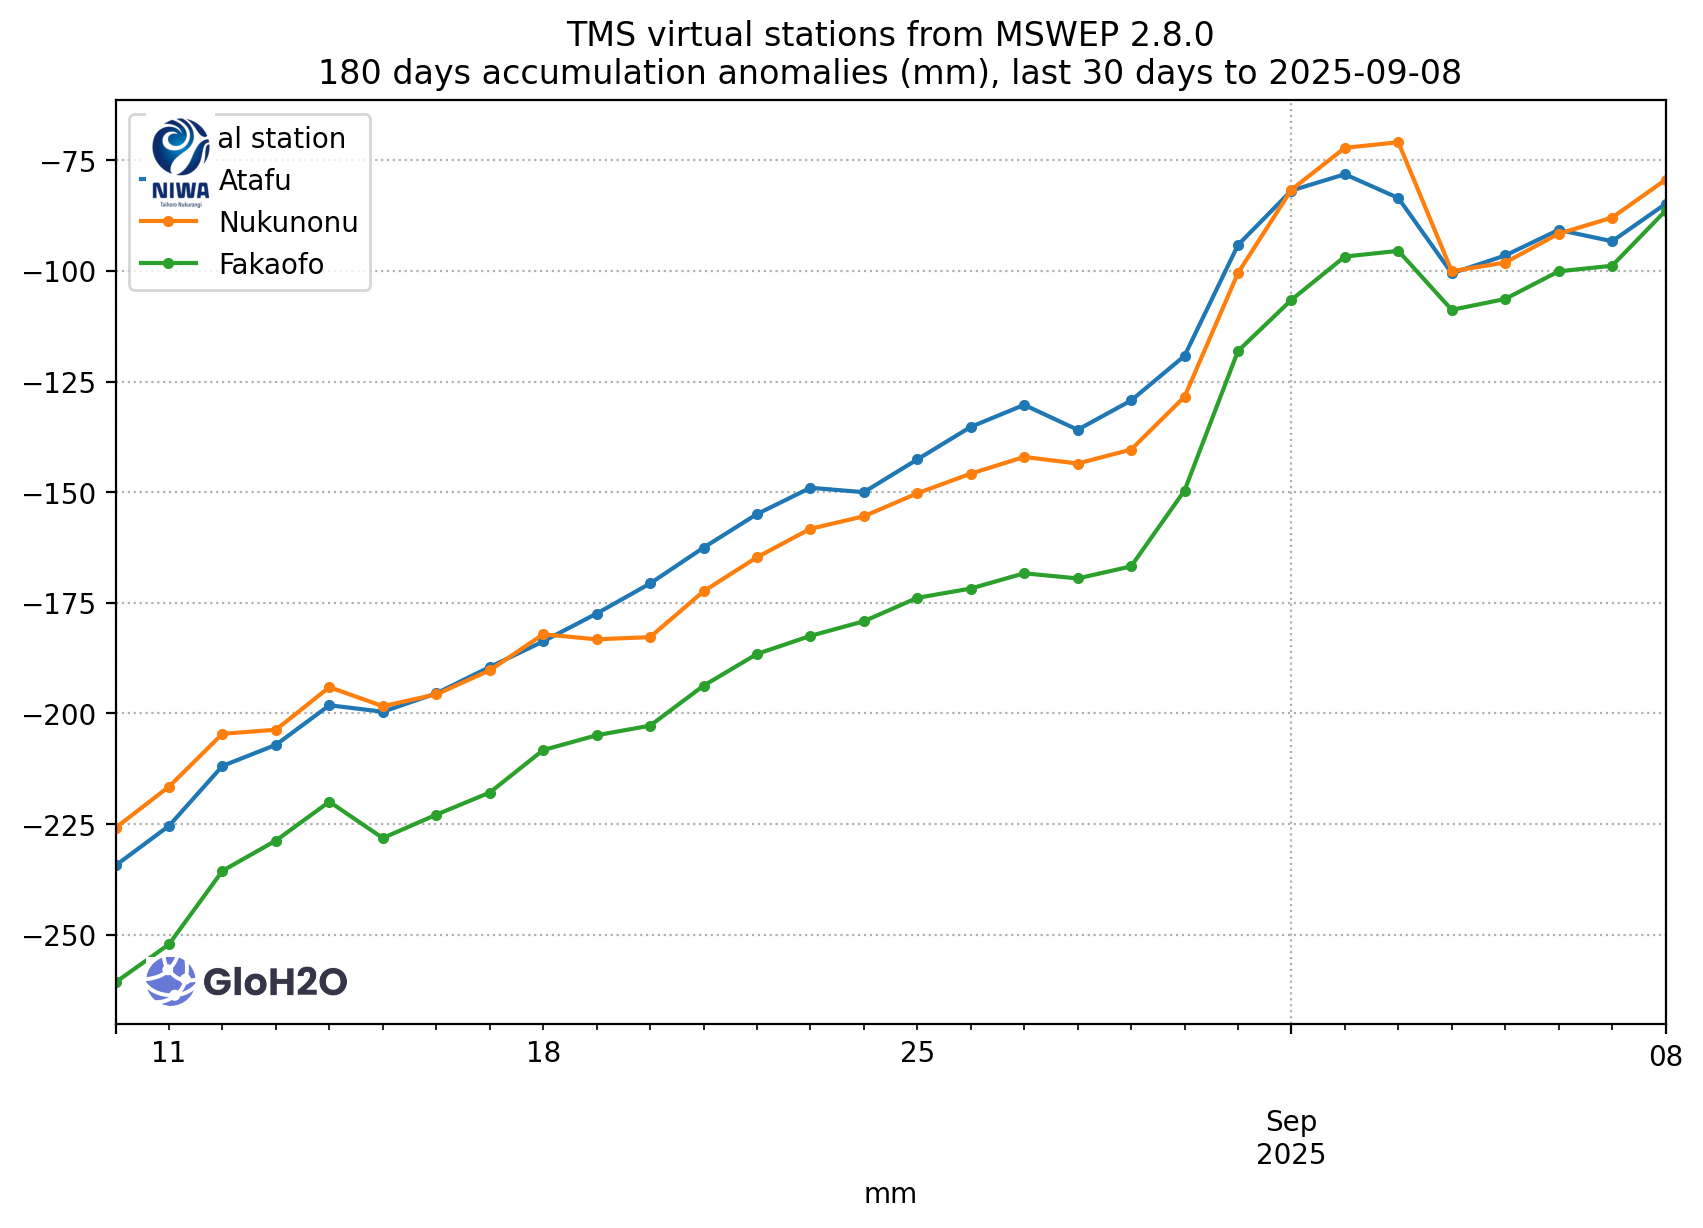 TMS virtual stations from MSWEP 2.8.0
180 days accumulation anomalies (mm), last 30 days to 2025-09-08
al station
NIWA
Taihoro Nukurangi
Atafu
Nukunonu
Fakaofo
−75
−100
−125
−150
−175
−200
−225
−250
GloH2O
11
18
25
08
Sep
2025
mm